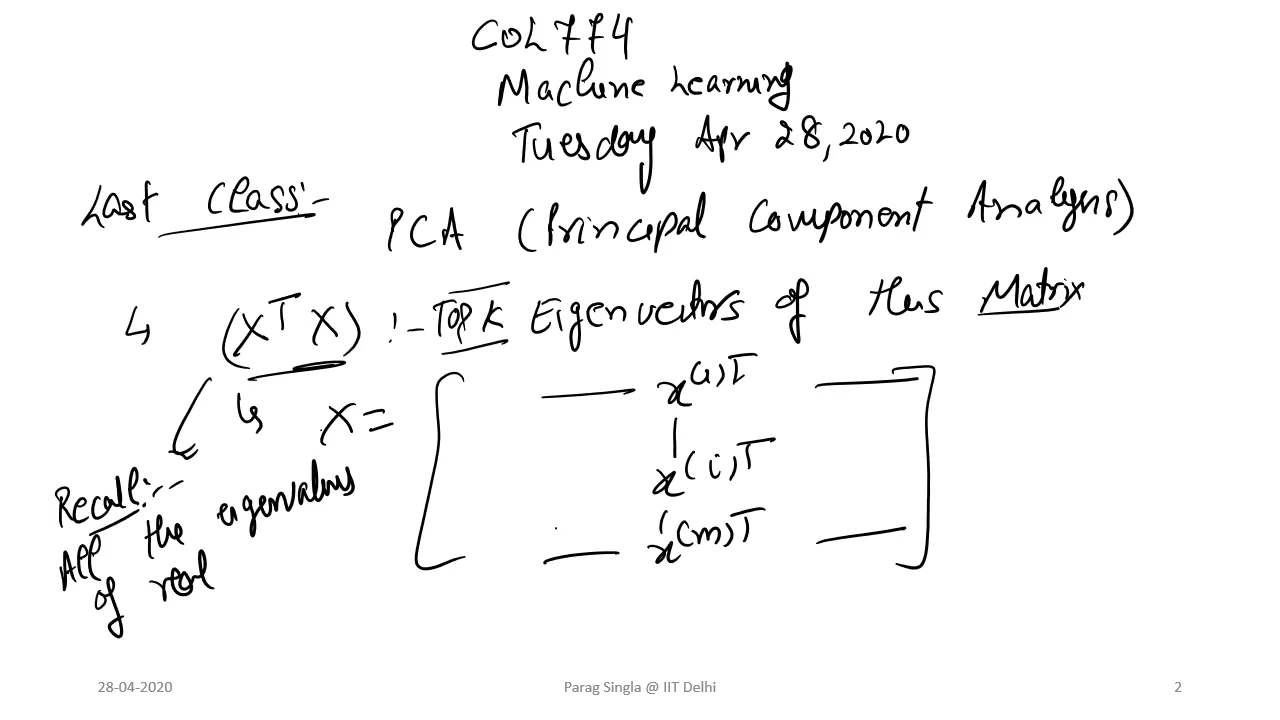 COL774
Machine Learning
Tuesday Apr 28, 2020
Last Class:-
PCA (Principal Component Analysis)
↳ (X^T X) :- Top K Eigenvectors of this Matrix
↳ X = [ — x^(1)T —
x^(i)T
— x^(m)T — ]
Recall:--
All the eigenvalues
of real
28-04-2020 Parag Singla @ IIT Delhi 2